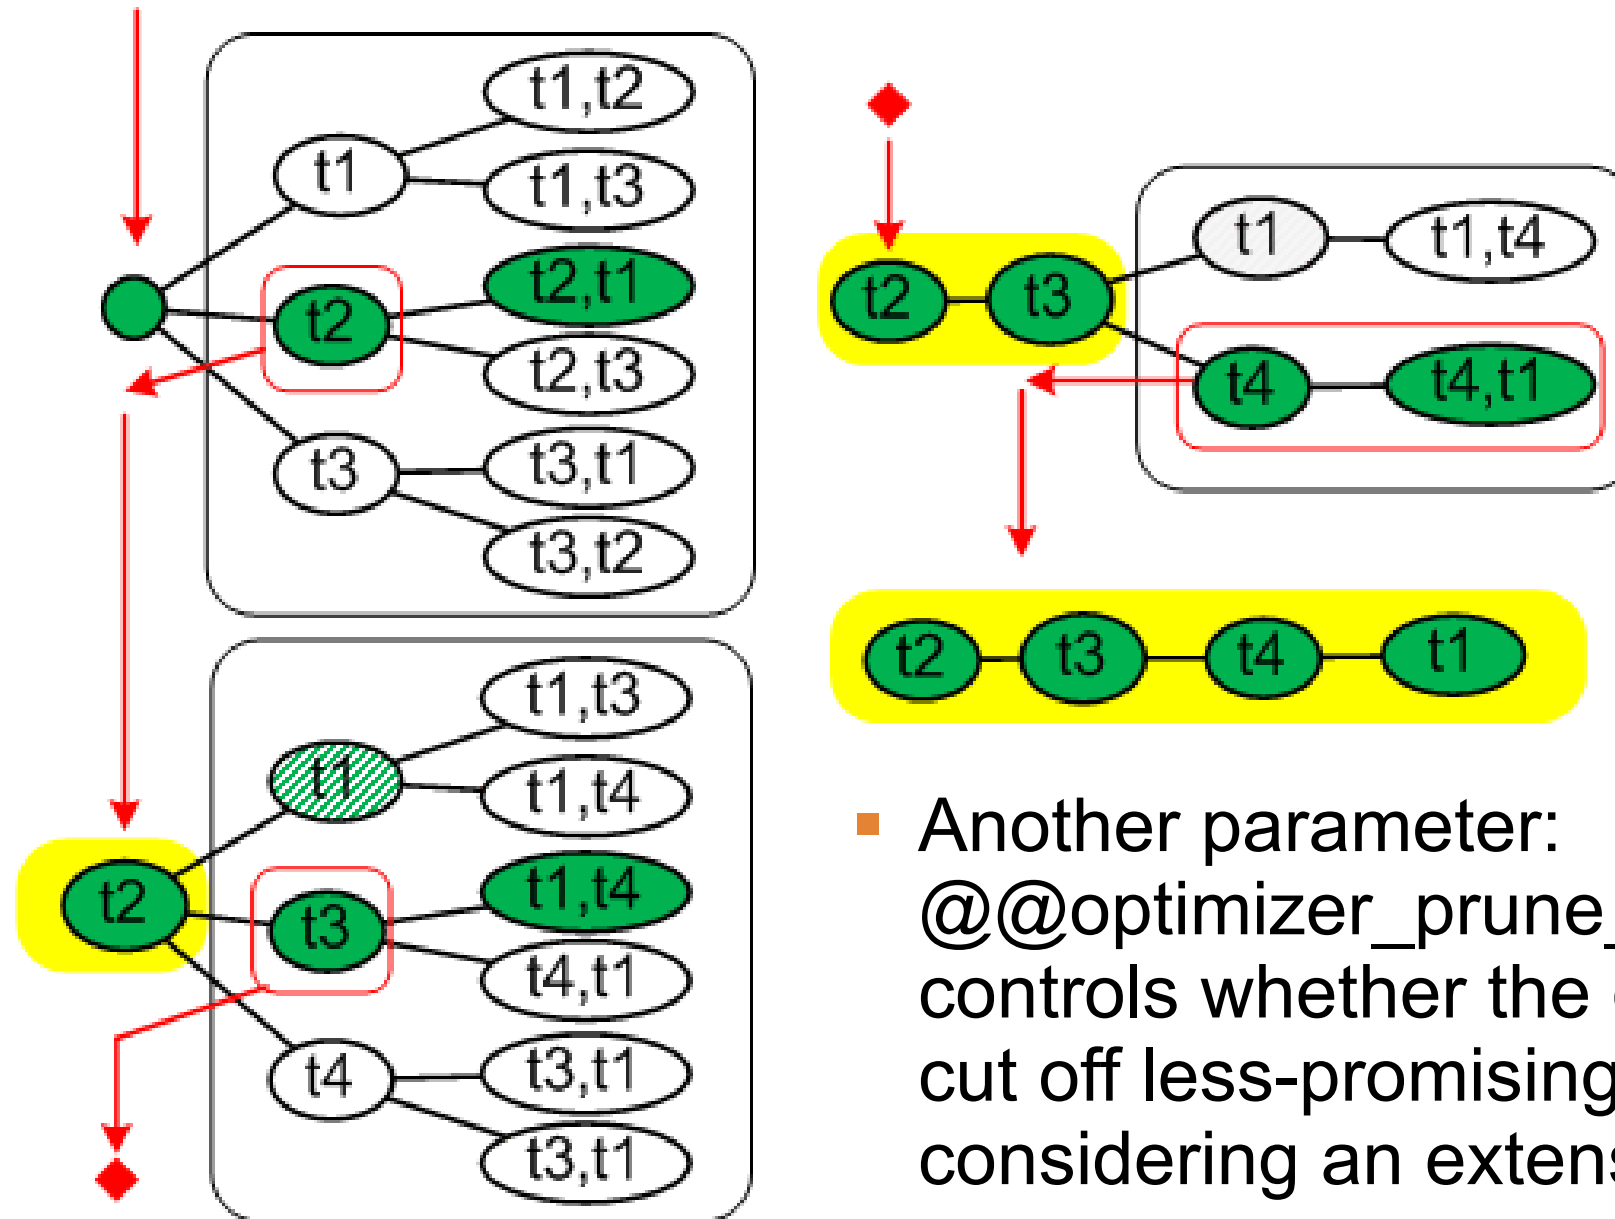 t1,t2
t1
t1,t3
t2,t1
t2
t2,t3
t3,t1
t3
t3,t2
t1,t3
t1
t1,t4
t1,t4
t2
t3
t4,t1
t3,t1
t4
t3,t1
t1
t1,t4
t2
t3
t4
t4,t1
t2
t3
t4
t1
Another parameter:
@@optimizer_prune_
controls whether the
cut off less-promising
considering an extens